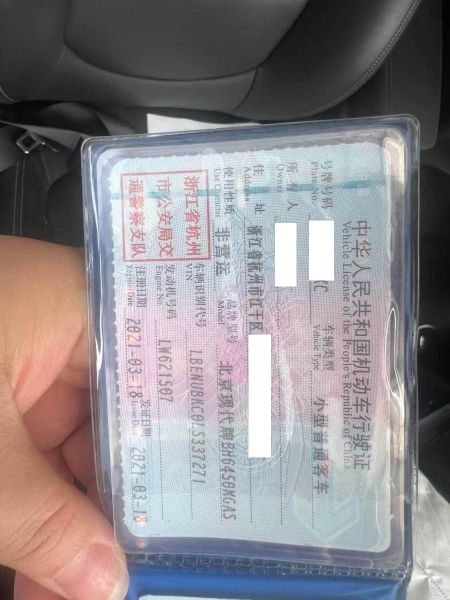 中华人民共和国机动车行驶证
Vehicle License of the People's Republic of China
号牌号码 车辆类型 小型普通客车
Plate No. Vehicle Type
所有人
Owner
住址 浙江省杭州市江干区
Address
使用性质 非营运 品牌型号 北京现代牌BH6450MGAS
Use Character Model
浙江省杭州
市公安局交
通警察支队
车辆识别代号
VIN
发动机号码 LW621507
Engine No.
注册日期 2021-03-18 发证日期 2021-03-18
Register Date Issue Date